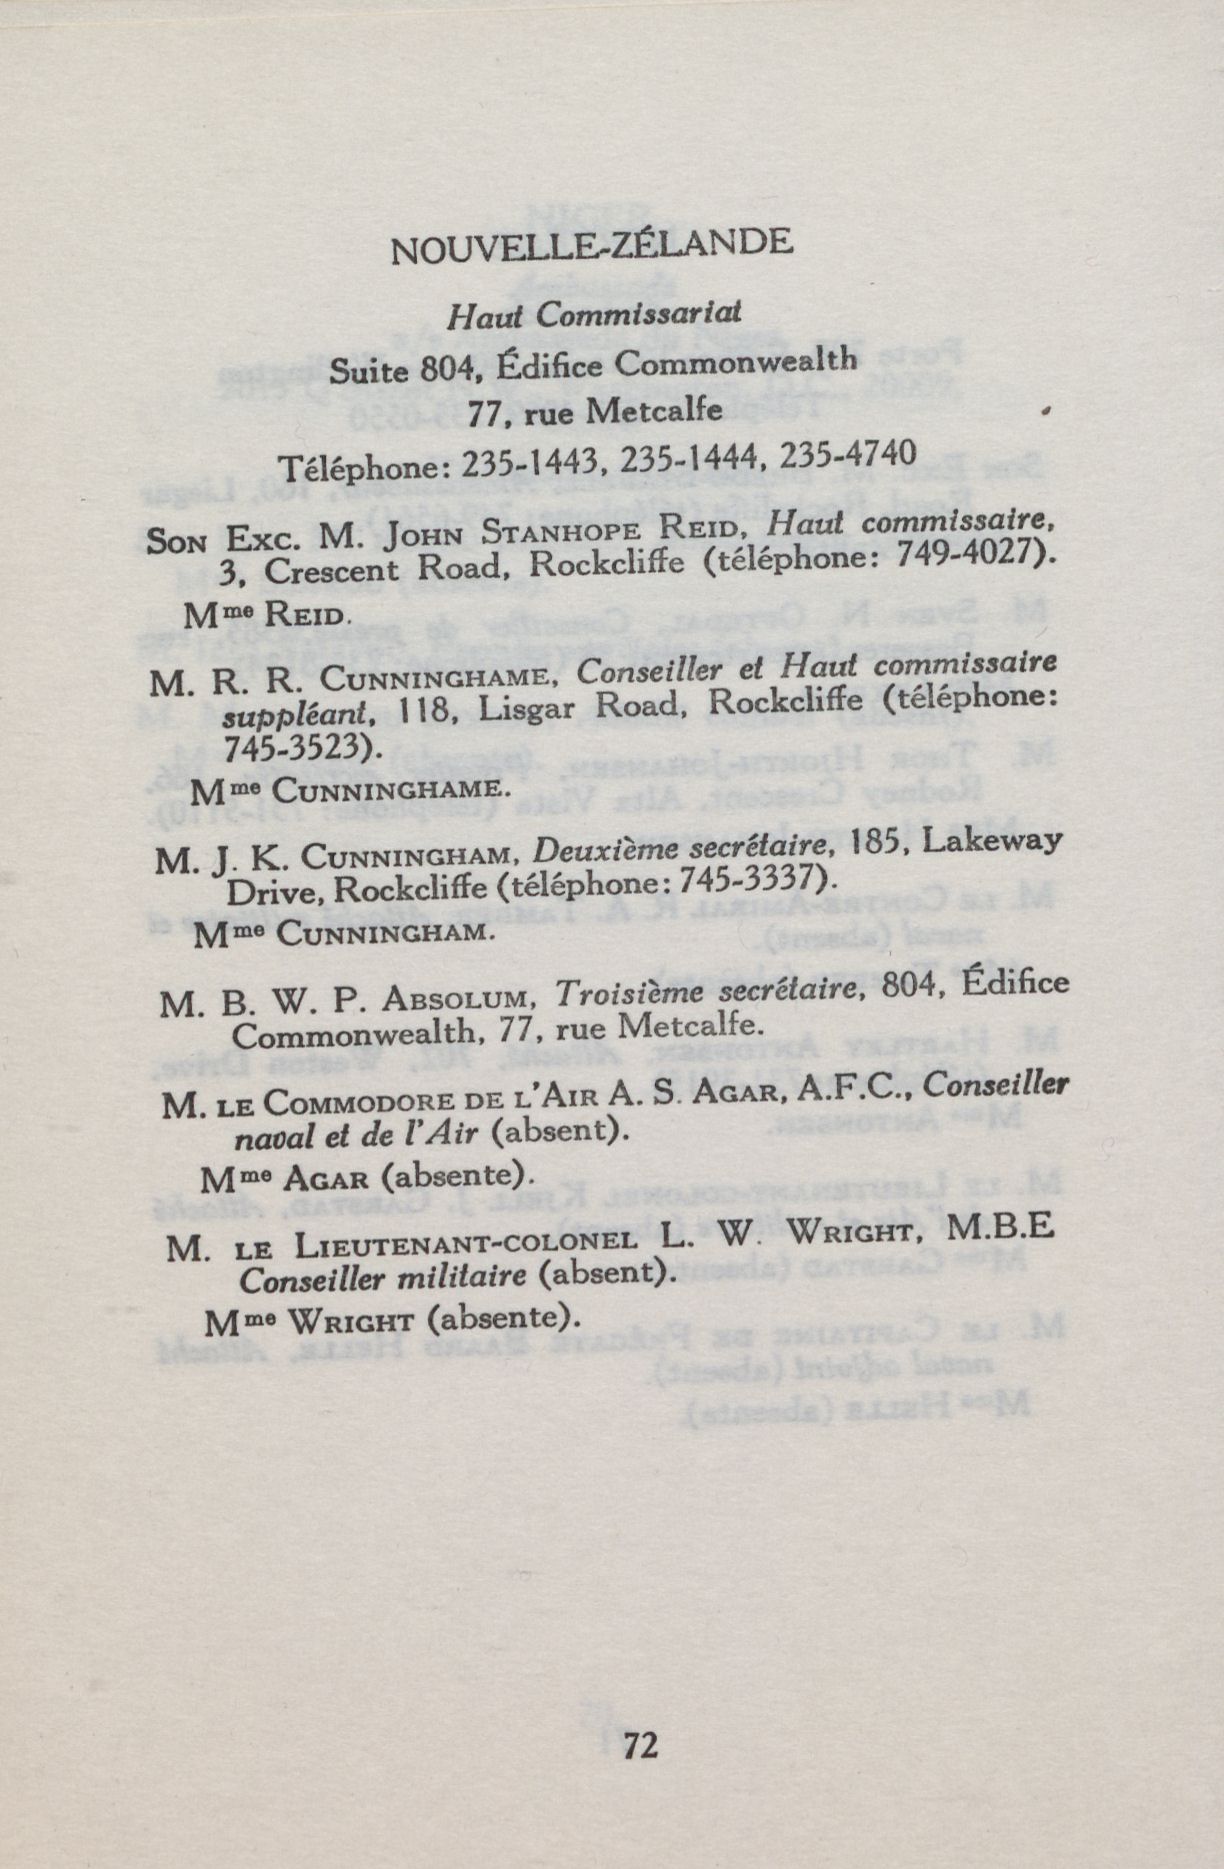 NOUVELLE-ZÉLANDE
Haut Commissariat
Suite 804, Édifice Commonwealth
77, rue Metcalfe
Téléphone: 235-1443, 235-1444, 235-4740
SON EXC. M. JOHN STANHOPE REID, Haut commissaire,
3, Crescent Road, Rockcliffe (téléphone: 749-4027).
Mme REID.
M. R. R. CUNNINGHAME, Conseiller et Haut commissaire
suppléant, 118, Lisgar Road, Rockcliffe (téléphone:
745-3523).
Mme CUNNINGHAME.
M. J. K. CUNNINGHAM, Deuxième secrétaire, 185, Lakeway
Drive, Rockcliffe (téléphone: 745-3337).
Mme CUNNINGHAM.
M. B. W. P. ABSOLUM, Troisième secrétaire, 804, Édifice
Commonwealth, 77, rue Metcalfe.
M. LE COMMODORE DE L'AIR A. S. AGAR, A.F.C., Conseiller
naval et de l'Air (absent).
Mme AGAR (absente).
M. LE LIEUTENANT-COLONEL L. W. WRIGHT, M.B.E
Conseiller militaire (absent).
Mme WRIGHT (absente).
72